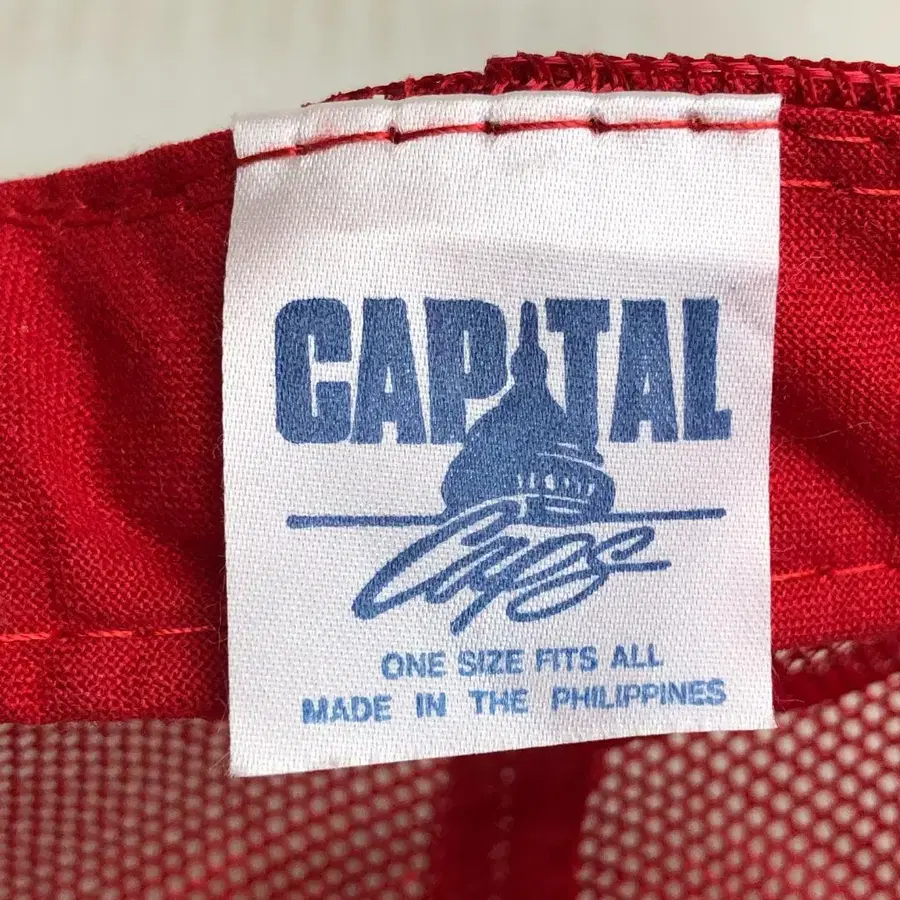 CAPITAL
Caps
ONE SIZE FITS ALL
MADE IN THE PHILIPPINES